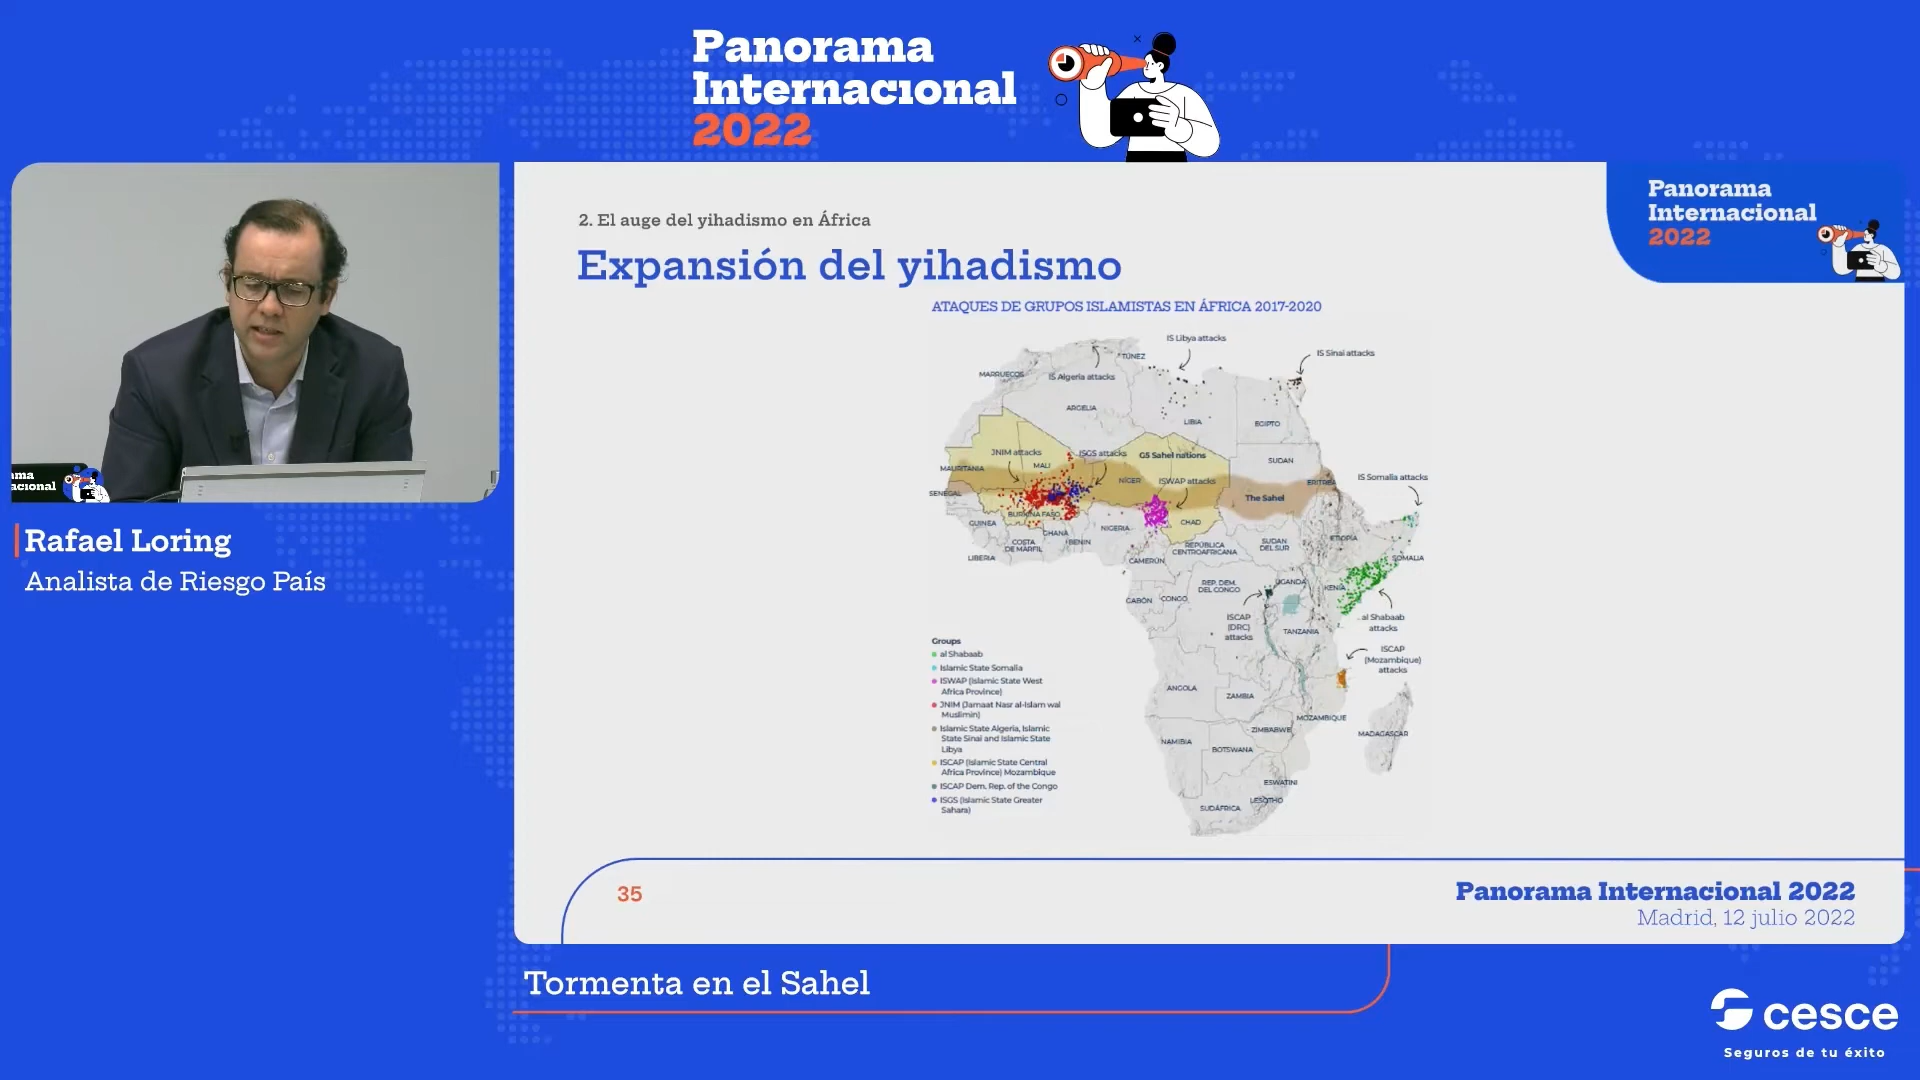 Panorama
Internacional
2022
Panorama
Internacional
2022
2. El auge del yihadismo en África
Expansión del yihadismo
ATAQUES DE GRUPOS ISLAMISTAS EN ÁFRICA 2017-2020
IS Libya attacks
IS Sinai attacks
TÚNEZ
MARRUECOS
IS Algeria attacks
ARGELIA
LIBIA
EGIPTO
JNIM attacks
ISGS attacks
G5 Sahel nations
MALI
SUDAN
MAURITANIA
NÍGER
ISWAP attacks
ERITREA
IS Somalia attacks
SENEGAL
The Sahel
BURKINA FASO
GUINEA
NIGERIA
CHAD
GHANA
COSTA
DE MARFIL
BENIN
LIBERIA
REPÚBLICA
CENTROAFRICANA
SUDAN
DEL SUR
ETIOPÍA
SOMALIA
CAMERÚN
REP. DEM.
DEL CONGO
UGANDA
KENIA
GABÓN
CONGO
ISCAP
(DRC)
attacks
al Shabaab
attacks
TANZANIA
ISCAP
(Mozambique)
attacks
ANGOLA
ZAMBIA
MOZAMBIQUE
ZIMBABWE
MADAGASCAR
NAMIBIA
BOTSWANA
ESWATINI
LESOTHO
SUDÁFRICA
Groups
al Shabaab
Islamic State Somalia
ISWAP (Islamic State West
Africa Province)
JNIM (Jamaat Nasr al-Islam wal
Muslimin)
Islamic State Algeria, Islamic
State Sinai and Islamic State
Libya
ISCAP (Islamic State Central
Africa Province) Mozambique
ISCAP Dem. Rep. of the Congo
ISGS (Islamic State Greater
Sahara)
35
Panorama Internacional 2022
Madrid, 12 julio 2022
ama
acional
Rafael Loring
Analista de Riesgo País
Tormenta en el Sahel
cesce
Seguros de tu éxito